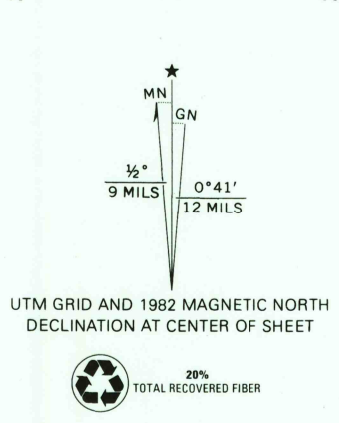 ★
MN
GN
½°
9 MILS
0°41'
12 MILS
UTM GRID AND 1982 MAGNETIC NORTH
DECLINATION AT CENTER OF SHEET
20%
TOTAL RECOVERED FIBER